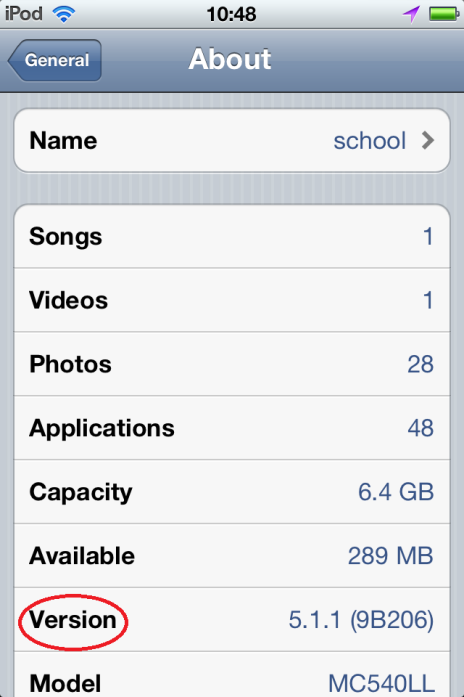 iPod 10:48
General About
Name school
Songs 1
Videos 1
Photos 28
Applications 48
Capacity 6.4 GB
Available 289 MB
Version 5.1.1 (9B206)
Model MC540LL